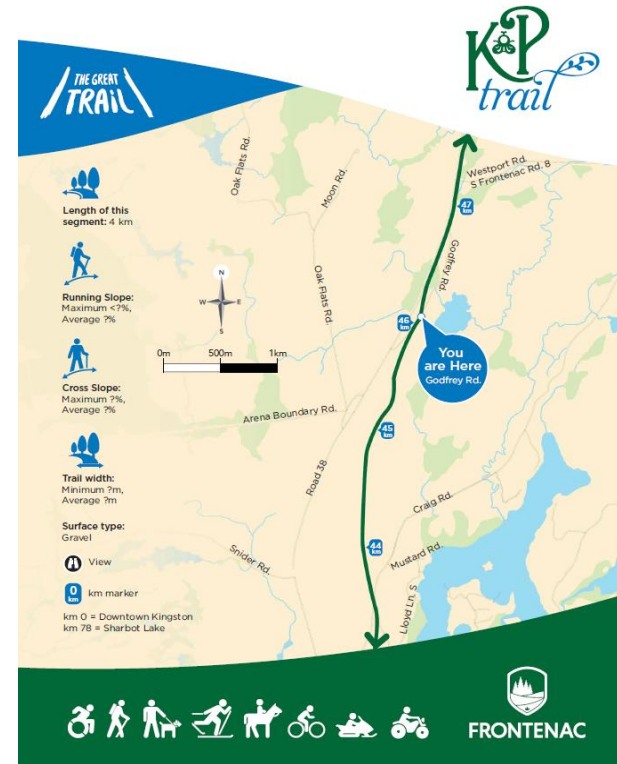 THE GREAT
TRAIL
K&P
trail
Length of this
segment: 4 km
Running Slope:
Maximum <?%,
Average ?%
Cross Slope:
Maximum ?%,
Average ?%
Trail width:
Minimum ?m,
Average ?m
Surface type:
Gravel
View
0
km
km marker
km 0 = Downtown Kingston
km 78 = Sharbot Lake
N
W
E
S
0m
500m
1km
Oak Flats Rd.
Moon Rd.
Oak Flats Rd.
Westport Rd.
S Frontenac Rd. 8
47
km
Godfrey Rd.
46
km
You
are Here
Godfrey Rd.
Arena Boundary Rd.
45
km
Road 38
Craig Rd.
44
km
Mustard Rd.
Snider Rd.
Lloyd Ln. S
FRONTENAC